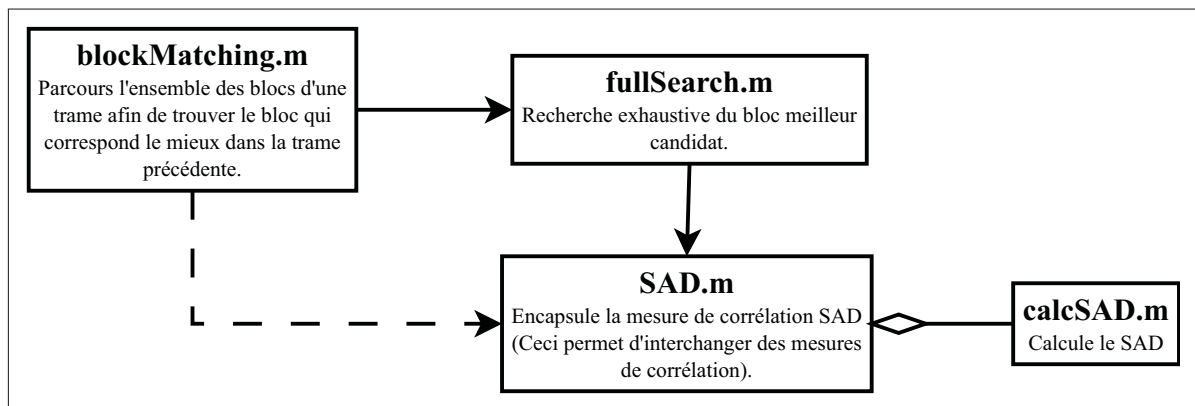 blockMatching.m
Parcours l'ensemble des blocs d'une
trame afin de trouver le bloc qui
correspond le mieux dans la trame
précédente.
fullSearch.m
Recherche exhaustive du bloc meilleur
candidat.
SAD.m
Encapsule la mesure de corrélation SAD
(Ceci permet d'interchanger des mesures
de corrélation).
calcSAD.m
Calcule le SAD